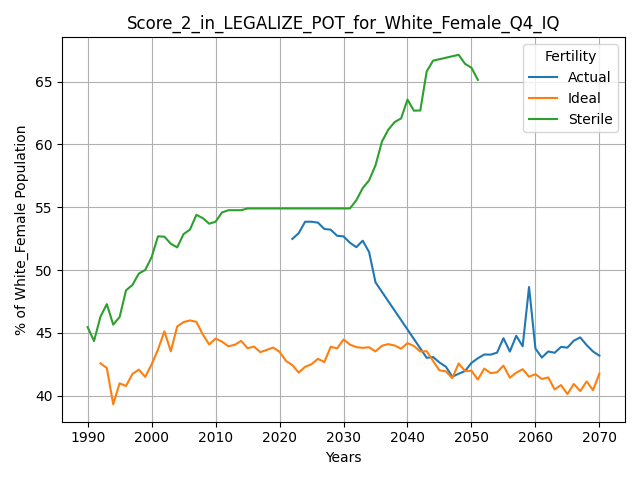 Score_2_in_LEGALIZE_POT_for_White_Female_Q4_IQ
Fertility
Actual
Ideal
Sterile
% of White_Female Population
65
60
55
50
45
40
1990 2000 2010 2020 2030 2040 2050 2060 2070
Years